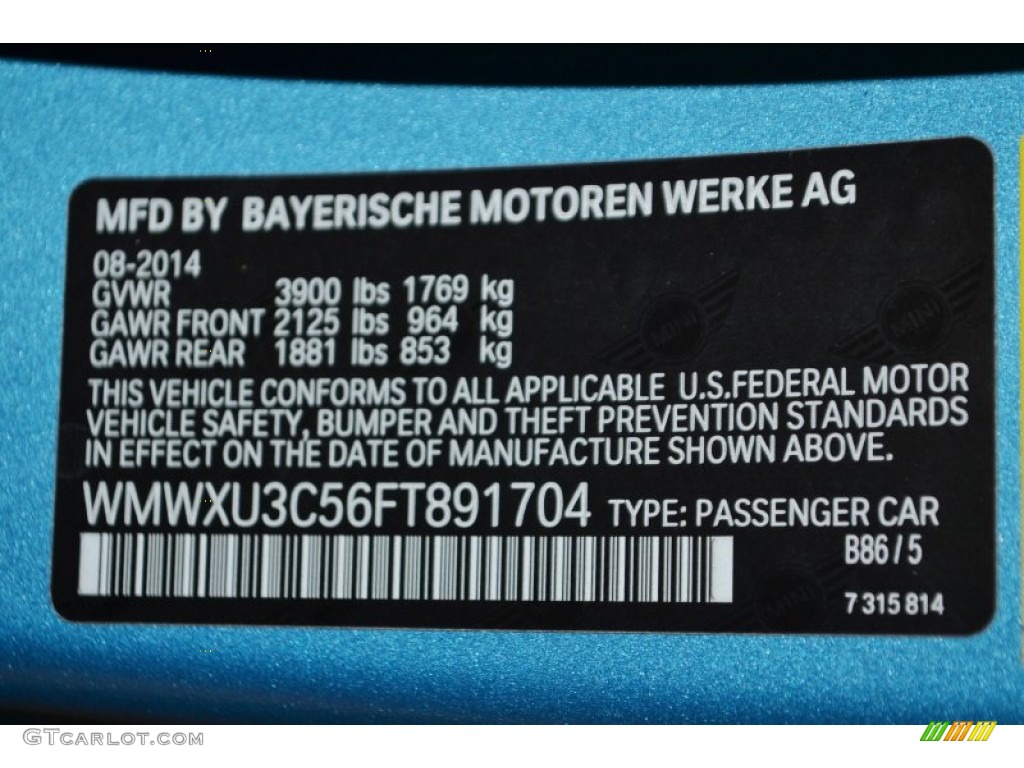 MFD BY BAYERISCHE MOTOREN WERKE AG
08-2014
GVWR 3900 lbs 1769 kg
GAWR FRONT 2125 lbs 964 kg
GAWR REAR 1881 lbs 853 kg
THIS VEHICLE CONFORMS TO ALL APPLICABLE U.S.FEDERAL MOTOR
VEHICLE SAFETY, BUMPER AND THEFT PREVENTION STANDARDS
IN EFFECT ON THE DATE OF MANUFACTURE SHOWN ABOVE.
WMWXU3C56FT891704 TYPE: PASSENGER CAR
B86/5
7 315 814
MINI
MINI
MINI
GTCARLOT.COM